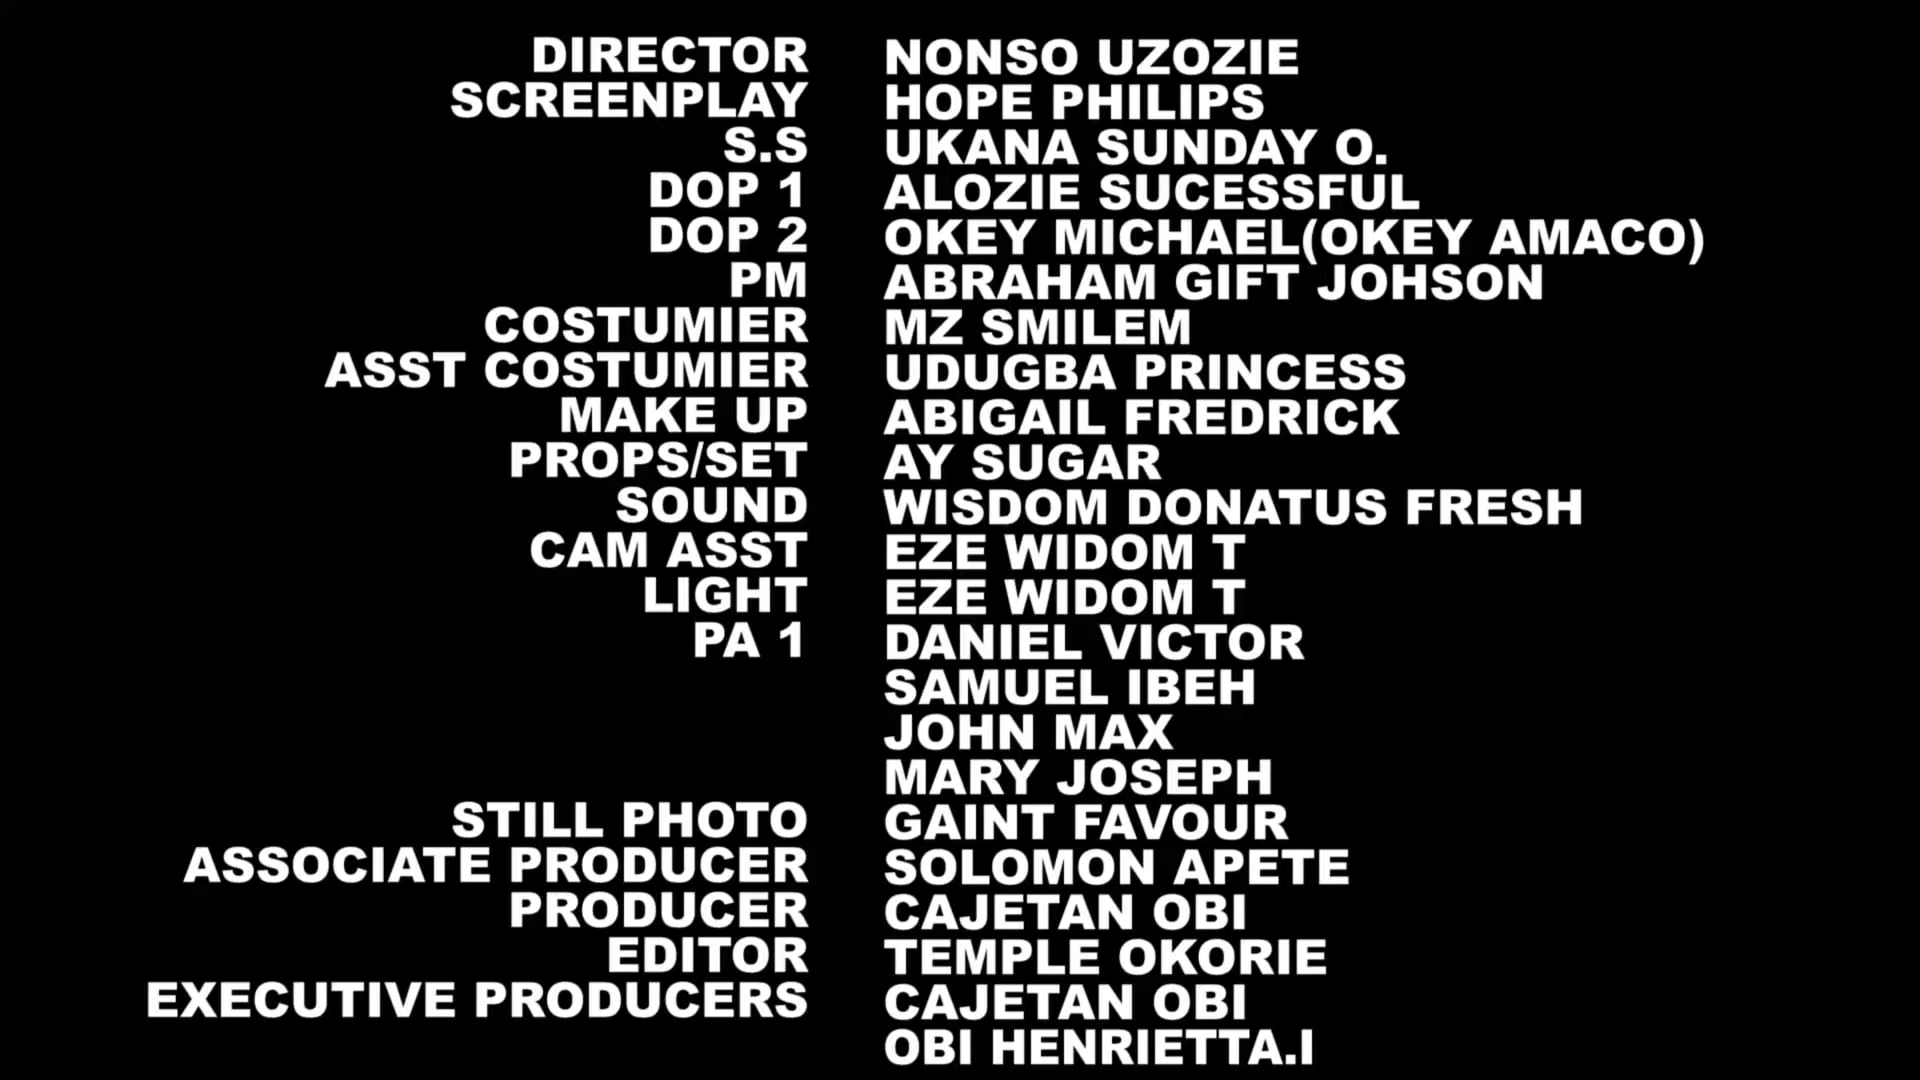 DIRECTOR NONSO UZOZIE
SCREENPLAY HOPE PHILIPS
S.S UKANA SUNDAY O.
DOP 1 ALOZIE SUCESSFUL
DOP 2 OKEY MICHAEL(OKEY AMACO)
PM ABRAHAM GIFT JOHSON
COSTUMIER MZ SMILEM
ASST COSTUMIER UDUGBA PRINCESS
MAKE UP ABIGAIL FREDRICK
PROPS/SET AY SUGAR
SOUND WISDOM DONATUS FRESH
CAM ASST EZE WIDOM T
LIGHT EZE WIDOM T
PA 1 DANIEL VICTOR
SAMUEL IBEH
JOHN MAX
MARY JOSEPH
STILL PHOTO GAINT FAVOUR
ASSOCIATE PRODUCER SOLOMON APETE
PRODUCER CAJETAN OBI
EDITOR TEMPLE OKORIE
EXECUTIVE PRODUCERS CAJETAN OBI
OBI HENRIETTA.I